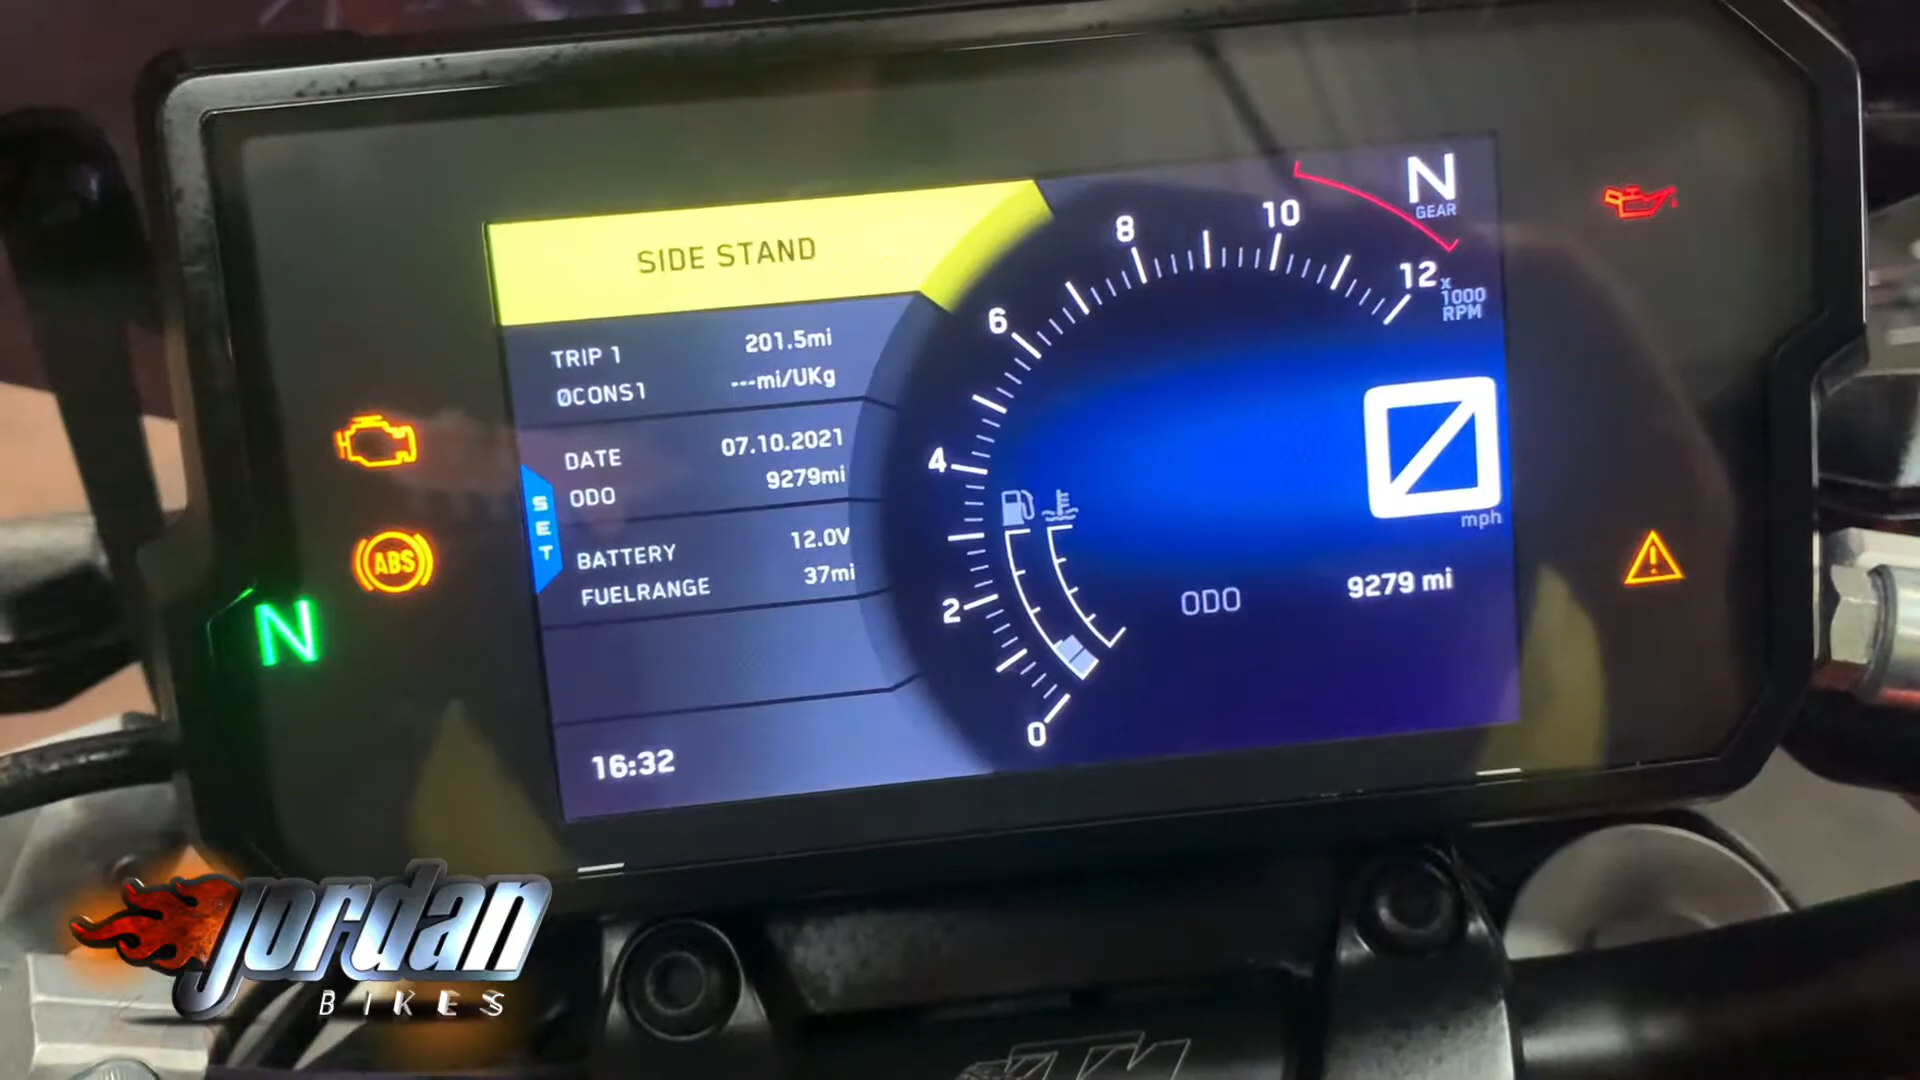 SIDE STAND
TRIP 1 201.5mi
ØCONS1 ---mi/UKg
DATE 07.10.2021
ODO 9279mi
SET
BATTERY 12.0V
FUELRANGE 37mi
16:32
N
GEAR
0
2
4
6
8
10
12
x
1000
RPM
0
mph
ODO 9279 mi
ABS
N
jordan
BIKES
KTM